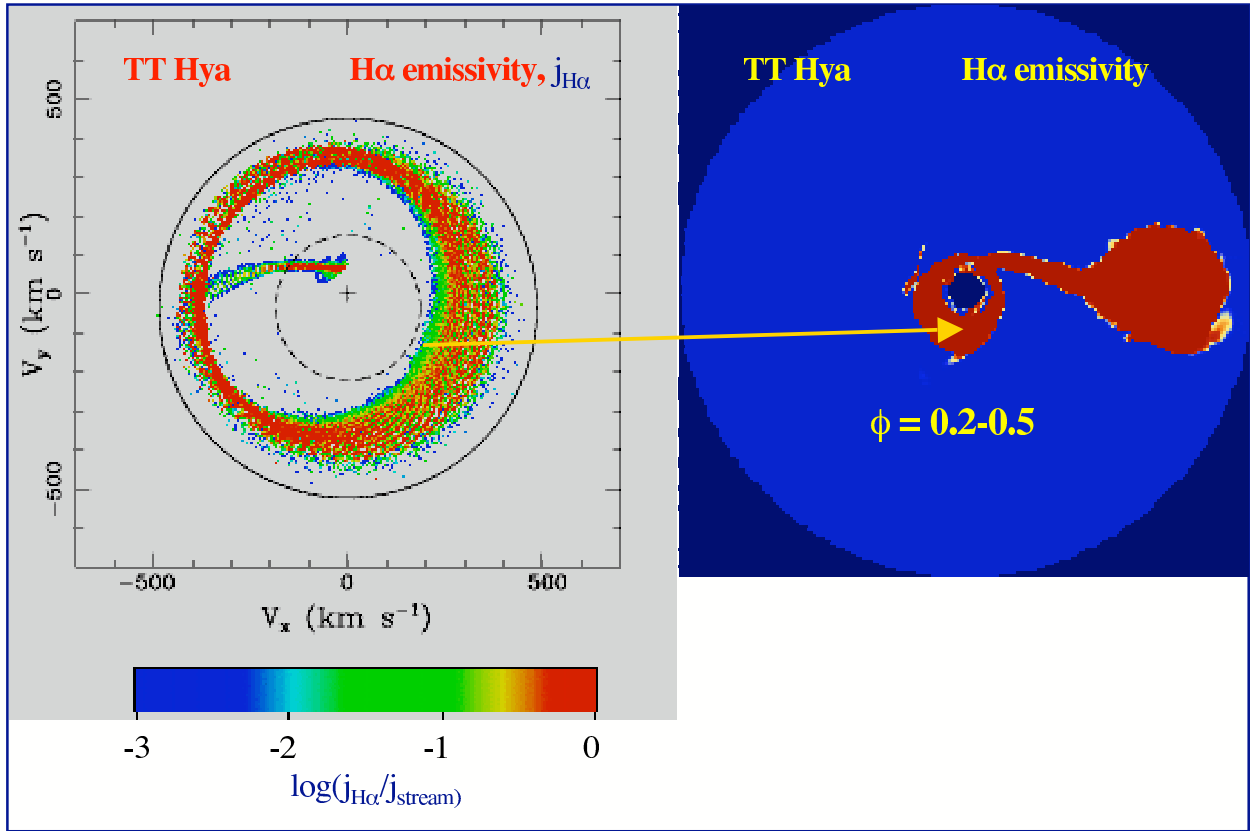 TT Hya
Hα emissivity, jHα
500
0
−500
Vy (km s−1)
−500
0
500
Vx (km s−1)
-3
-2
-1
0
log(jHα/jstream)
TT Hya
Hα emissivity
ϕ = 0.2-0.5